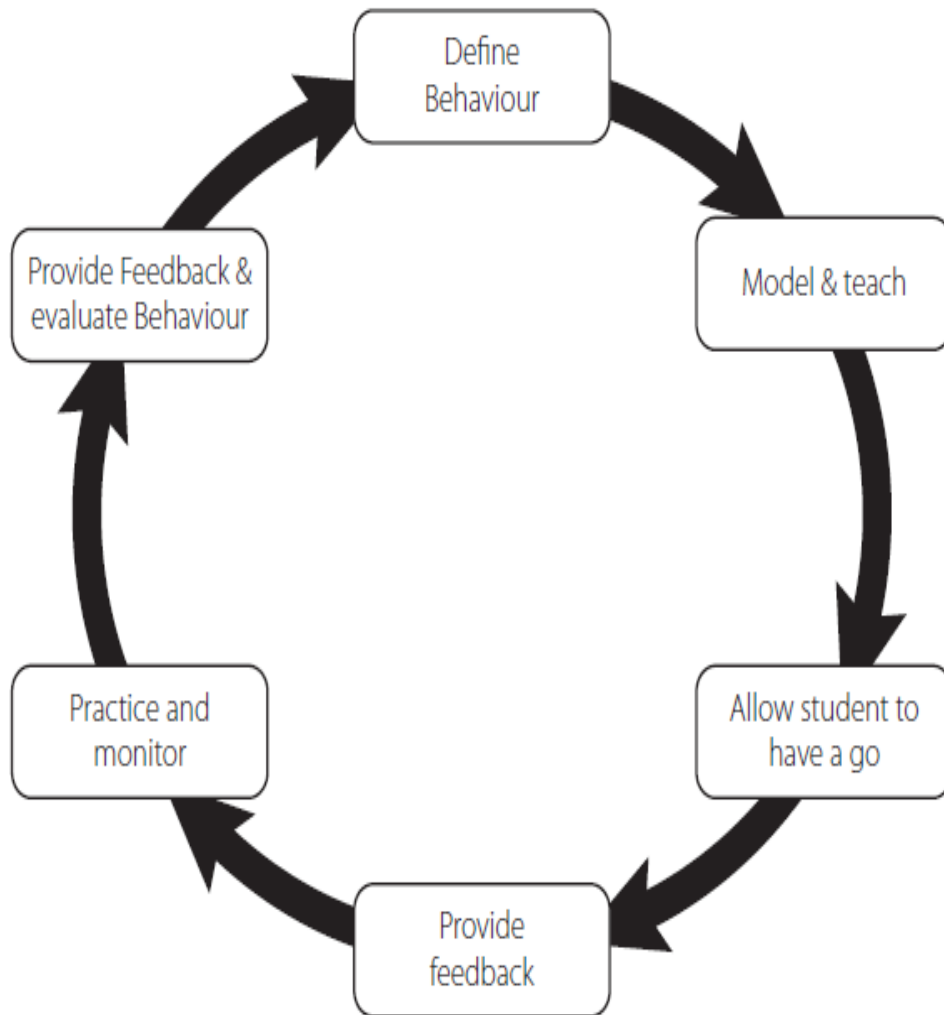 Define
Behaviour
Model & teach
Allow student to
have a go
Provide
feedback
Practice and
monitor
Provide Feedback &
evaluate Behaviour